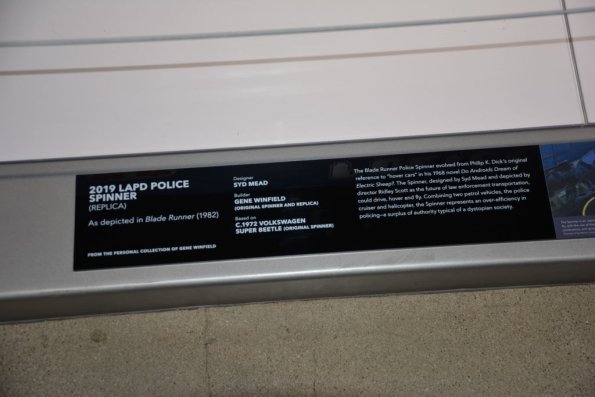 2019 LAPD POLICE
SPINNER
(REPLICA)
As depicted in Blade Runner (1982)
FROM THE PERSONAL COLLECTION OF GENE WINFIELD
Designer
SYD MEAD
Builder
GENE WINFIELD
(ORIGINAL SPINNER AND REPLICA)
Based on
C.1972 VOLKSWAGEN
SUPER BEETLE (ORIGINAL SPINNER)
The Blade Runner Police Spinner evolved from Philip K. Dick's original
reference to "hover cars" in his 1968 novel Do Androids Dream of
Electric Sheep? The Spinner, designed by Syd Mead and depicted by
director Ridley Scott as the future of law enforcement transportation,
could drive, hover and fly. Combining two patrol vehicles, the police
cruiser and helicopter, the Spinner represents an over-efficiency in
policing–a surplus of authority typical of a dystopian society.